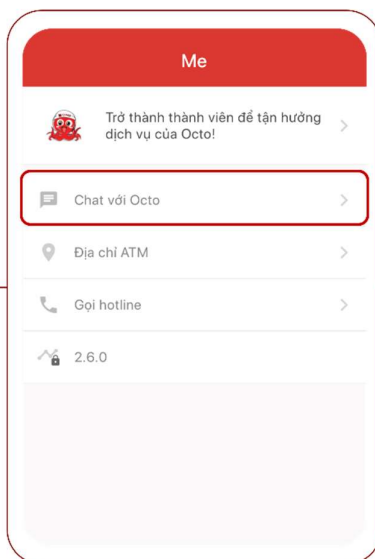 Me
Trở thành thành viên để tận hưởng
dịch vụ của Octo!
Chat với Octo
Địa chỉ ATM
Gọi hotline
2.6.0